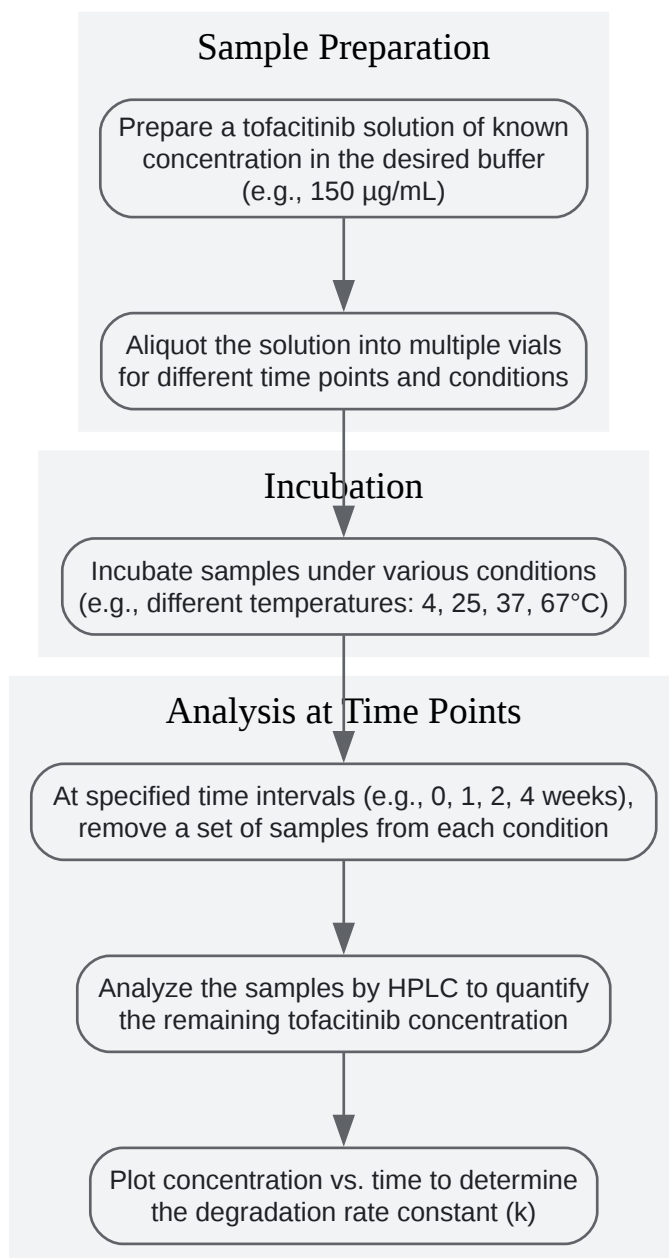 Sample Preparation
Prepare a tofacitinib solution of known
concentration in the desired buffer
(e.g., 150 µg/mL)
Aliquot the solution into multiple vials
for different time points and conditions
Incubation
Incubate samples under various conditions
(e.g., different temperatures: 4, 25, 37, 67°C)
Analysis at Time Points
At specified time intervals (e.g., 0, 1, 2, 4 weeks),
remove a set of samples from each condition
Analyze the samples by HPLC to quantify
the remaining tofacitinib concentration
Plot concentration vs. time to determine
the degradation rate constant (k)